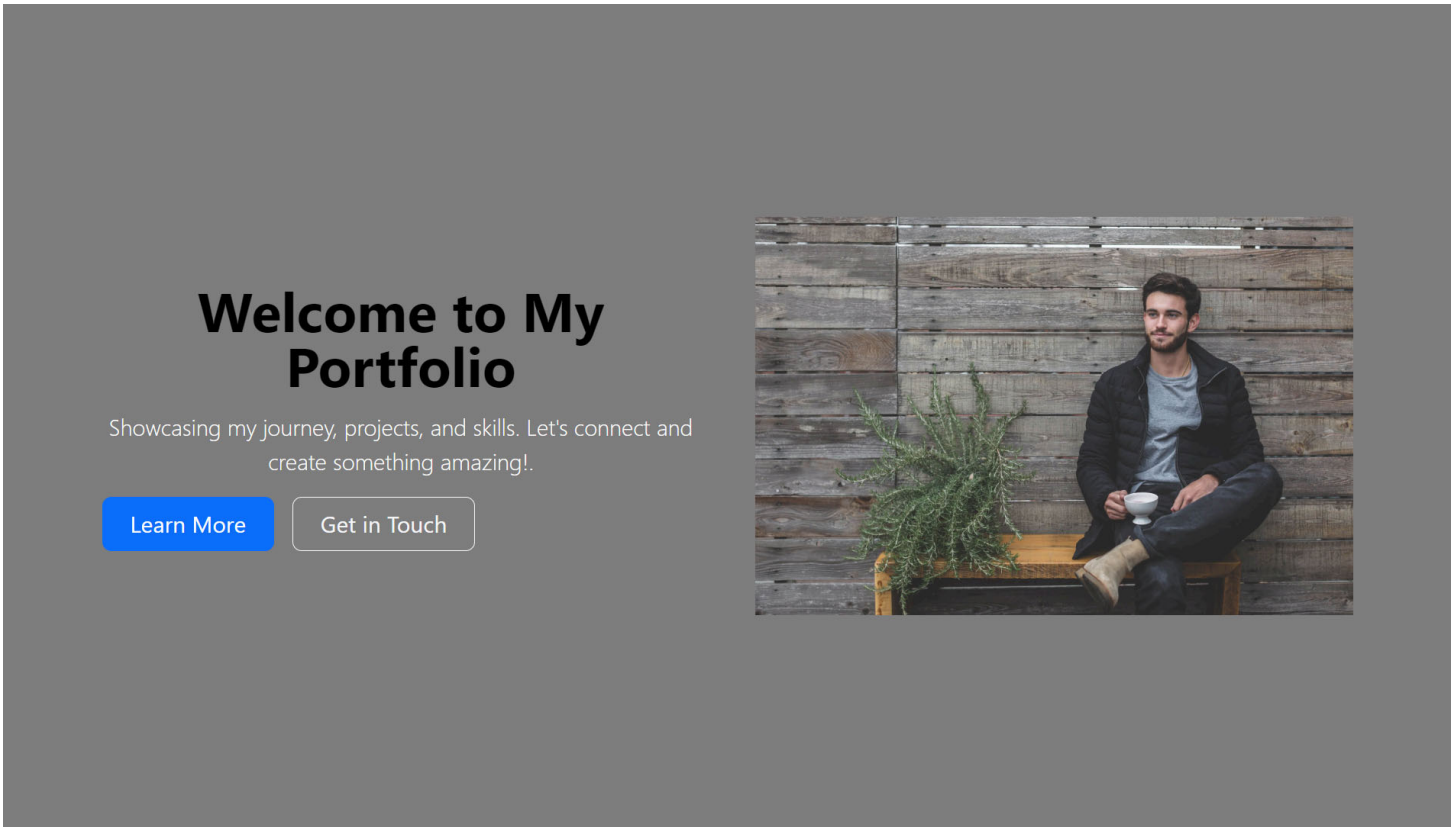 Welcome to My
Portfolio
Showcasing my journey, projects, and skills. Let's connect and
create something amazing!.
Learn More
Get in Touch